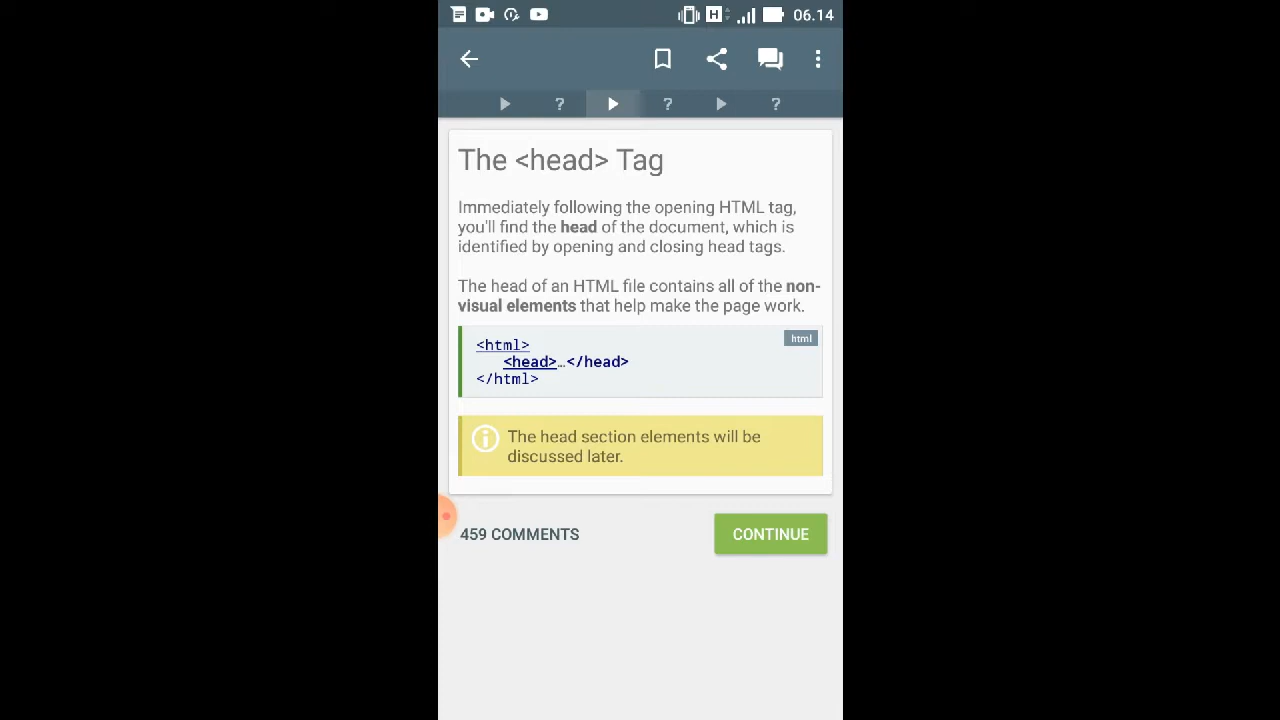 H 06.14
? ? ?
The <head> Tag
Immediately following the opening HTML tag,
you'll find the head of the document, which is
identified by opening and closing head tags.
The head of an HTML file contains all of the non-
visual elements that help make the page work.
html
<html>
<head>…</head>
</html>
The head section elements will be
discussed later.
459 COMMENTS CONTINUE